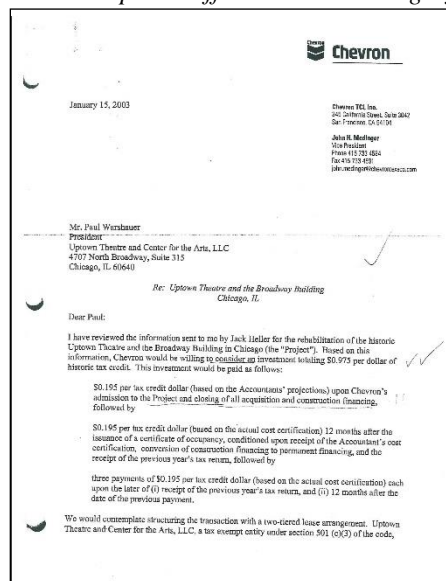 Chevron
January 15, 2003
Chevron TCI, Inc.
345 California Street, Suite 3042
San Francisco, CA 94104
John H. Medinger
Vice President
Phone 415 733 4584
Fax 415 733 4591
Mr. Paul Warshauer
President
Uptown Theatre and Center for the Arts, LLC
4707 North Broadway, Suite 315
Chicago, IL 60640
Re: Uptown Theatre and the Broadway Building
Chicago, IL
Dear Paul:
I have reviewed the information sent to me by Jack Heller for the rehabilitation of the historic
Uptown Theatre and the Broadway Building in Chicago (the "Project"). Based on this
information, Chevron would be willing to consider an investment totaling $0.975 per dollar of
historic tax credit. This investment would be paid as follows:
$0.195 per tax credit dollar (based on the Accountants' projections) upon Chevron's
admission to the Project and closing of all acquisition and construction financing,
followed by
$0.195 per tax credit dollar (based on the actual cost certification) 12 months after the
issuance of a certificate of occupancy, conditioned upon receipt of the Accountant's cost
certification, conversion of construction financing to permanent financing, and the
receipt of the previous year's tax return, followed by
three payments of $0.195 per tax credit dollar (based on the actual cost certification) each
upon the later of (i) receipt of the previous year's tax return, and (ii) 12 months after the
date of the previous payment.
We would contemplate structuring the transaction with a two-tiered lease arrangement. Uptown
Theatre and Center for the Arts, LLC, a tax exempt entity under section 501 (c)(3) of the code,